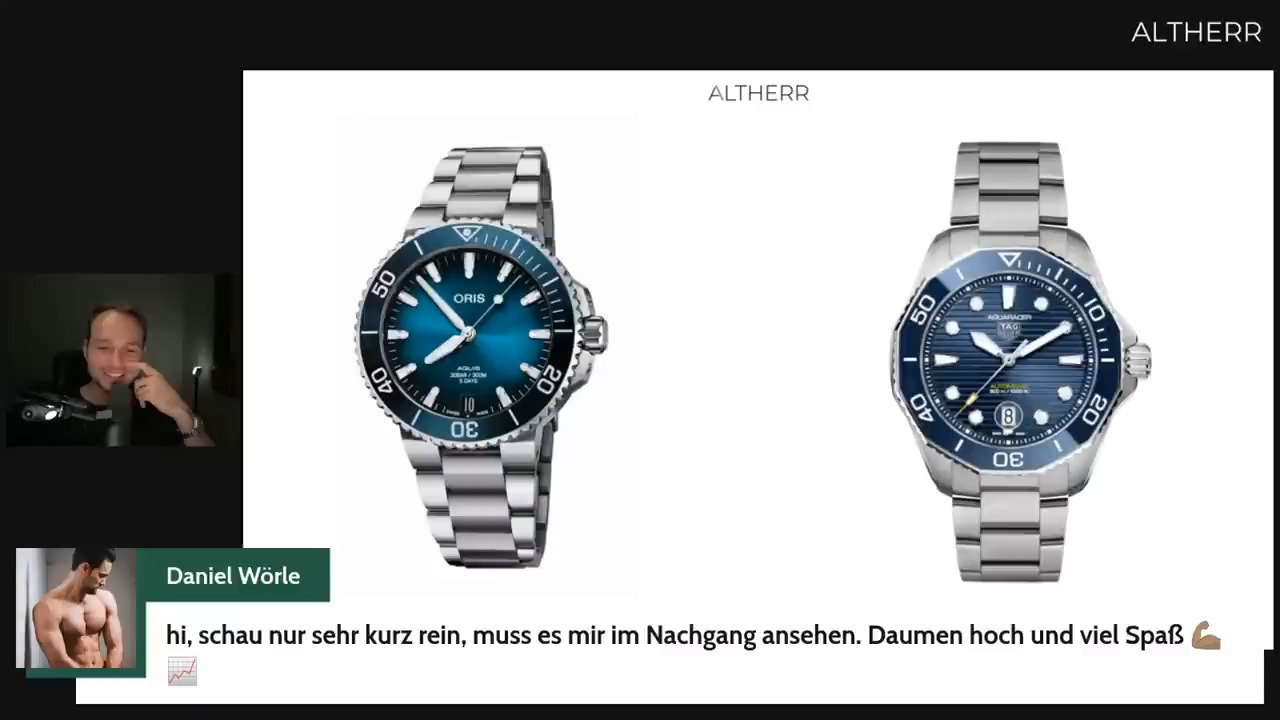 ALTHERR
ALTHERR
50
40
30
20
ORIS
AQUIS
300BAR / 300M
5 DAYS
10
50
10
40
20
30
AQUARACER
TAG
AUTOMATIC
8
Daniel Wörle
hi, schau nur sehr kurz rein, muss es mir im Nachgang ansehen. Daumen hoch und viel Spaß 💪🏽
📈